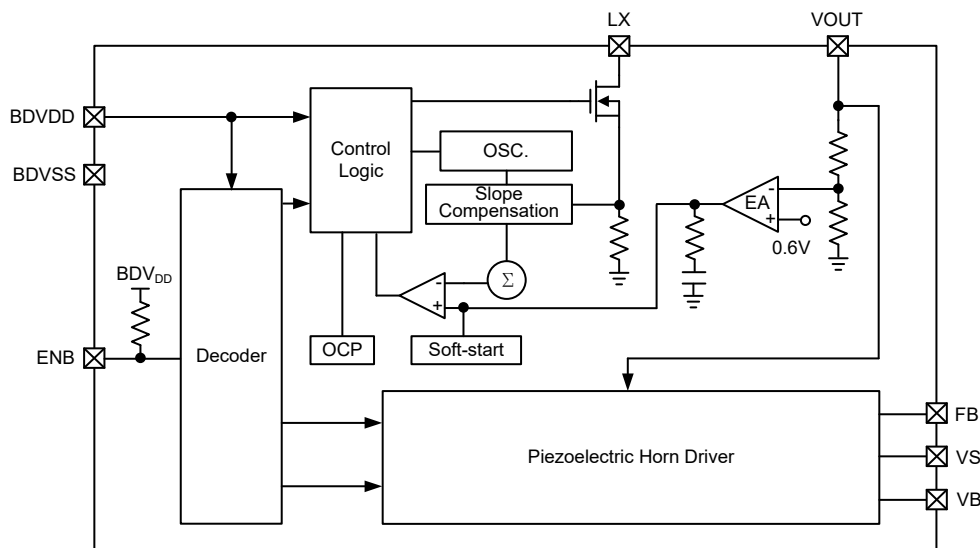 LX
VOUT
BDVDD
BDVSS
Control
Logic
OSC.
Slope
Compensation
EA
-
+
0.6V
Σ
-
+
BDVDD
ENB
Decoder
OCP
Soft-start
Piezoelectric Horn Driver
FB
VS
VB